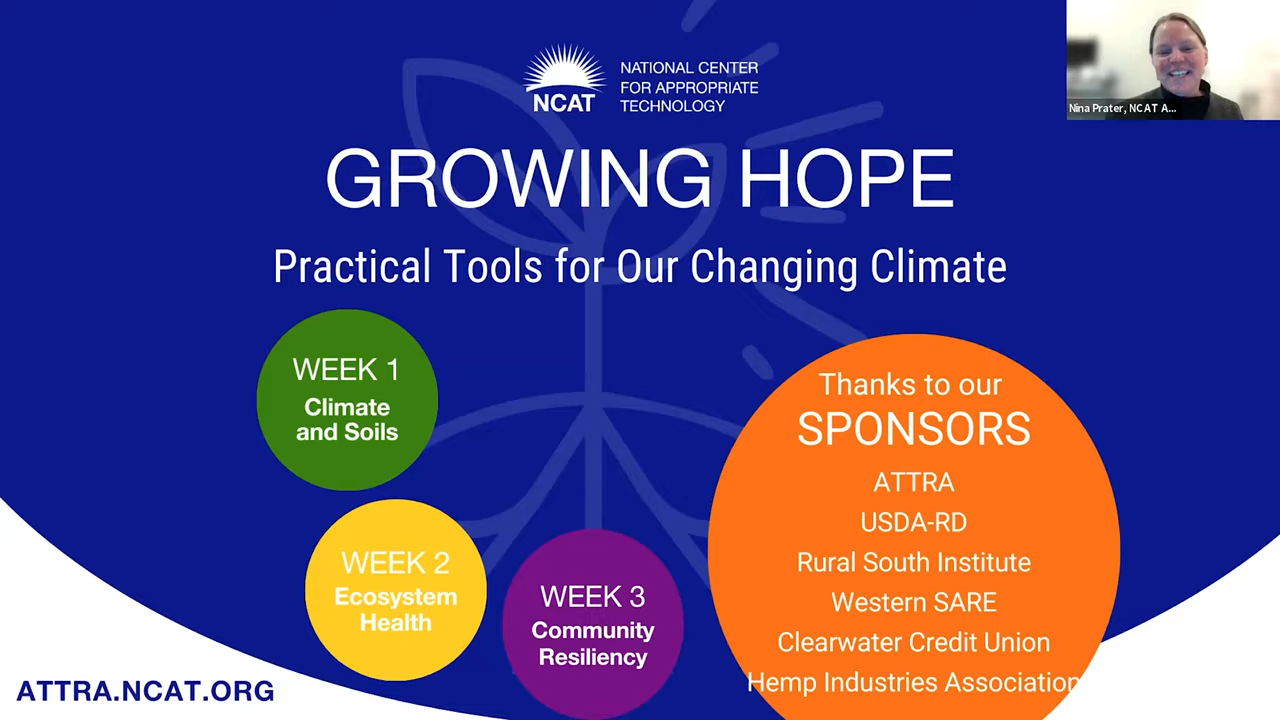 NCAT
NATIONAL CENTER
FOR APPROPRIATE
TECHNOLOGY
Nina Prater, NCAT A...
GROWING HOPE
Practical Tools for Our Changing Climate
WEEK 1
Climate
and Soils
WEEK 2
Ecosystem
Health
WEEK 3
Community
Resiliency
Thanks to our
SPONSORS
ATTRA
USDA-RD
Rural South Institute
Western SARE
Clearwater Credit Union
Hemp Industries Association
ATTRA.NCAT.ORG